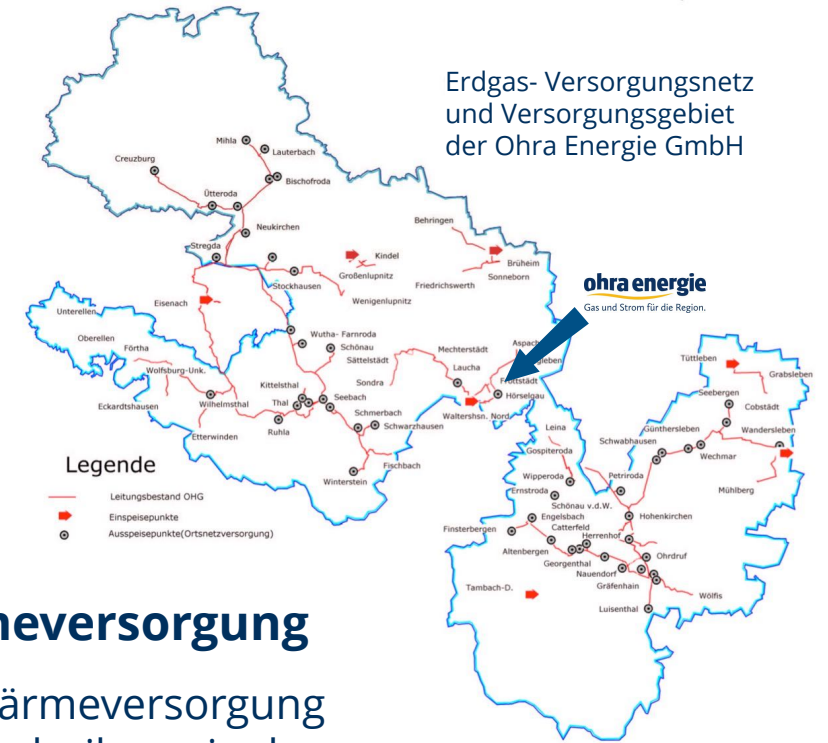 Erdgas- Versorgungsnetz
und Versorgungsgebiet
der Ohra Energie GmbH
Mihla
Lauterbach
Creuzburg
Bischofroda
Ütteroda
Neukirchen
Behringen
Stregda
Kindel
Brüheim
Großenlupnitz
Sonneborn
Friedrichswerth
Stockhausen
Wenigenlupnitz
Eisenach
ohra energie
Gas und Strom für die Region.
Unterellen
Oberellen
Förtha
Wutha- Farnroda
Schönau
Sättelstädt
Mechterstädt
Laucha
Sondra
Wolfsburg-Unk.
Kittelsthal
Hörselgau
Tüttleben
Grabsleben
Seebergen
Cobstädt
Eckardtshausen
Wilhelmsthal
Thal
Seebach
Schmerbach
Waltershsn. Nord
Schwarzhausen
Leina
Günthersleben
Wandersleben
Etterwinden
Ruhla
Schwabhausen
Gospiteroda
Wechmar
Fischbach
Winterstein
Wipperoda
Petriroda
Mühlberg
Ernstroda
Schönau v.d.W.
Engelsbach
Hohenkirchen
Finsterbergen
Catterfeld
Herrenhof
Altenbergen
Georgenthal
Ohrdruf
Nauendorf
Gräfenhain
Tambach-D.
Wölfis
Luisenthal
Legende
Leitungsbestand OHG
Einspeisepunkte
Ausspeisepunkte(Ortsnetzversorgung)
neversorgung
ärmeversorgung